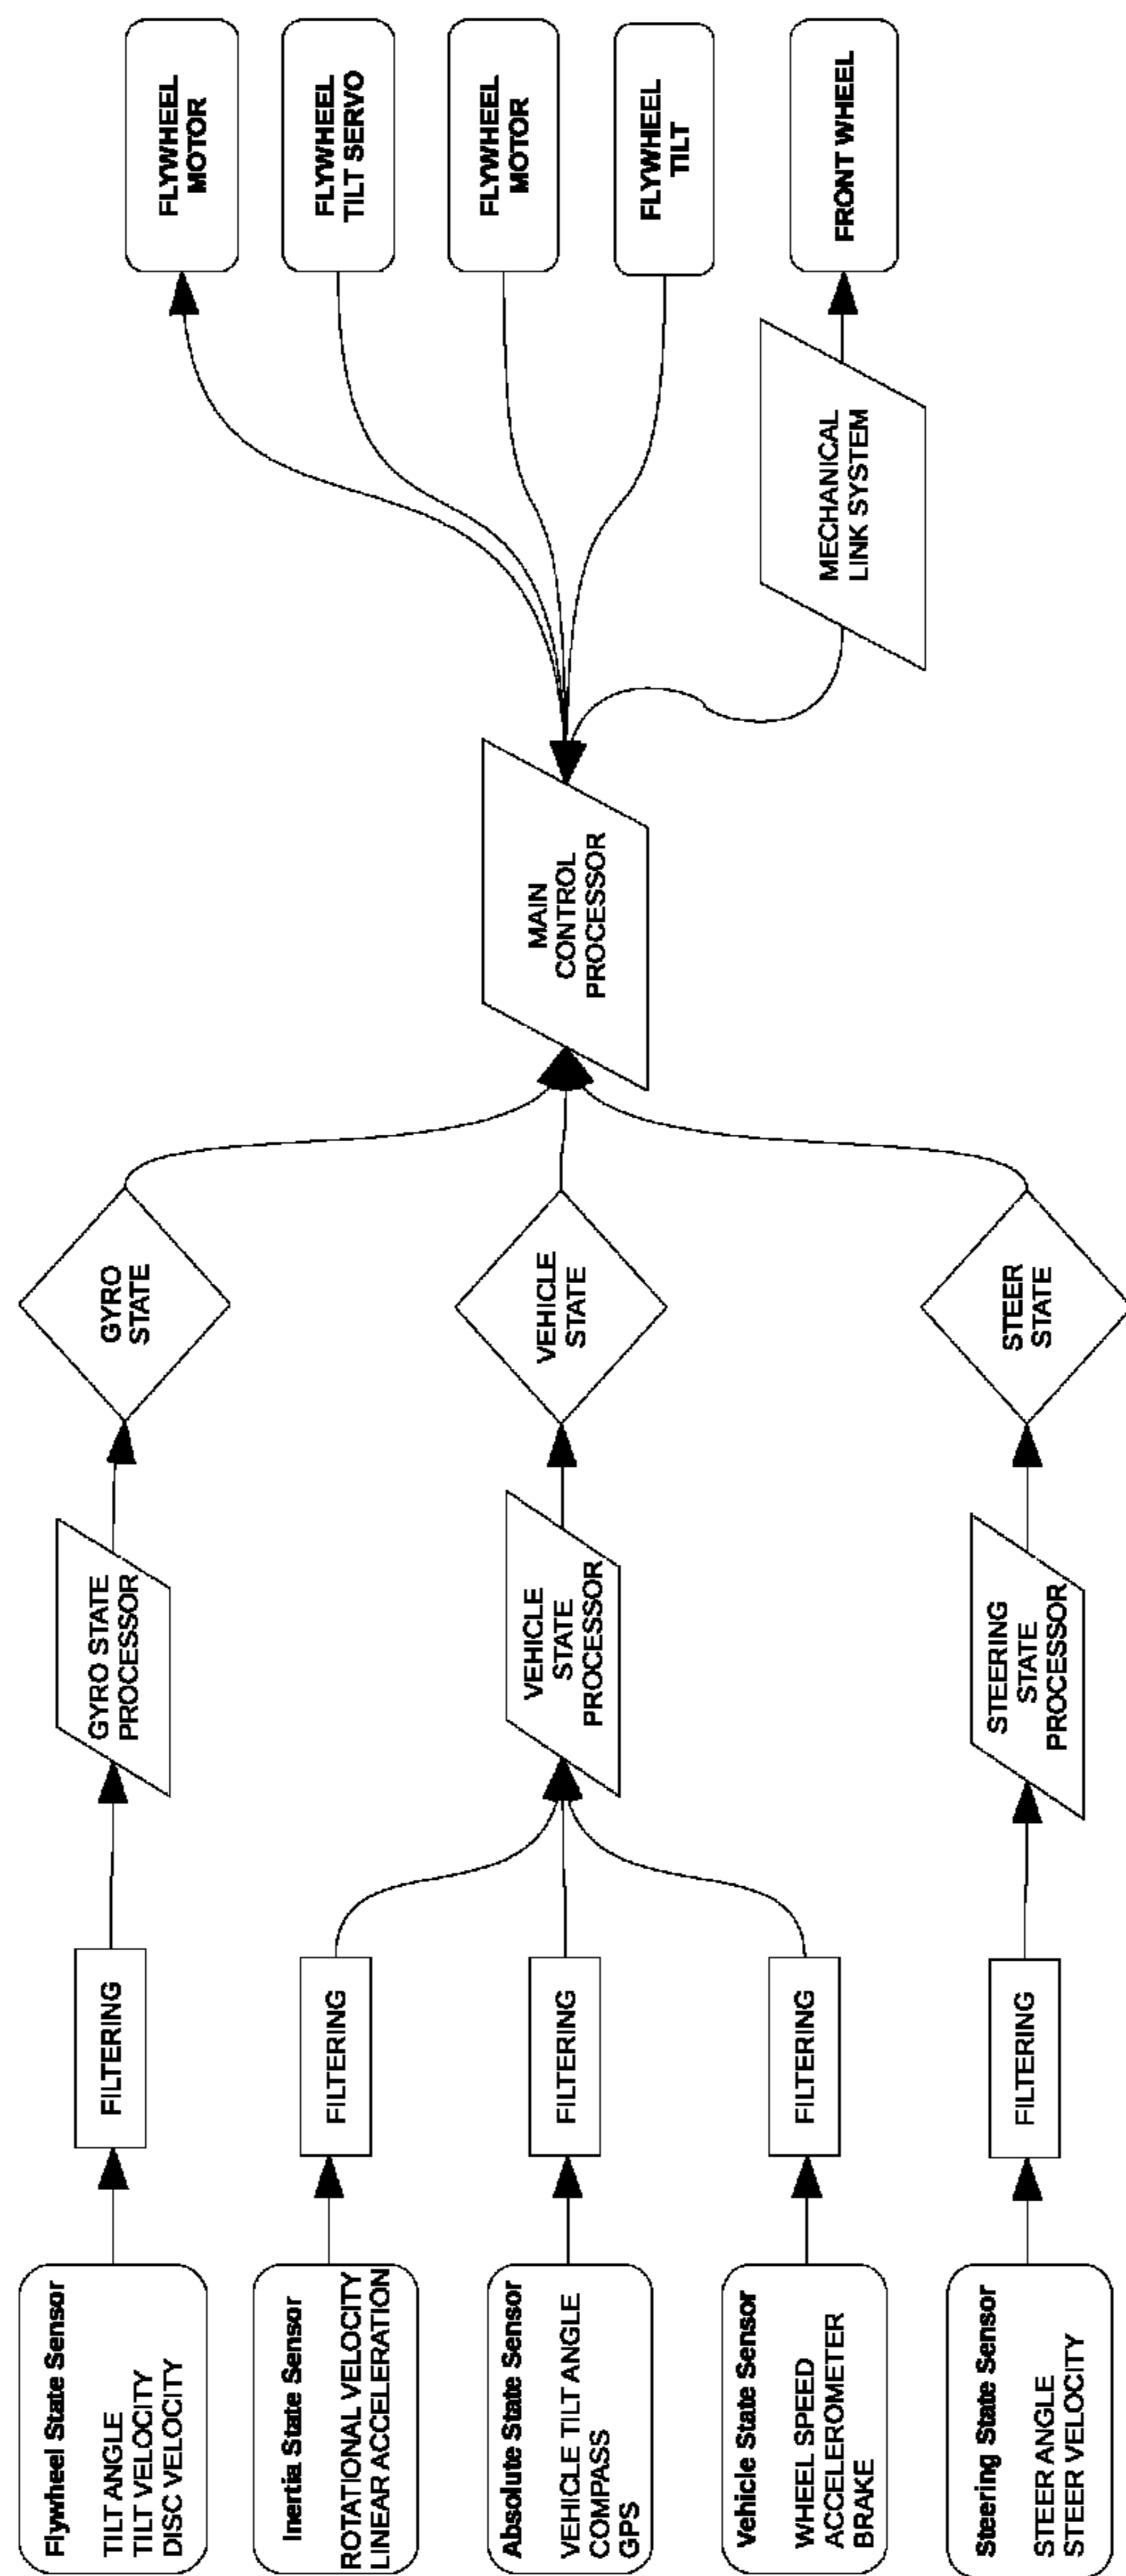 Flywheel State Sensor
TILT ANGLE
TILT VELOCITY
DISC VELOCITY
Inertia State Sensor
ROTATIONAL VELOCITY
LINEAR ACCELERATION
Absolute State Sensor
VEHICLE TILT ANGLE
COMPASS
GPS
Vehicle State Sensor
WHEEL SPEED
ACCELEROMETER
BRAKE
Steering State Sensor
STEER ANGLE
STEER VELOCITY
FILTERING
FILTERING
FILTERING
FILTERING
FILTERING
GYRO STATE
PROCESSOR
VEHICLE
STATE
PROCESSOR
STEERING
STATE
PROCESSOR
GYRO
STATE
VEHICLE
STATE
STEER
STATE
MAIN
CONTROL
PROCESSOR
MECHANICAL
LINK SYSTEM
FLYWHEEL
MOTOR
FLYWHEEL
TILT SERVO
FLYWHEEL
MOTOR
FLYWHEEL
TILT
FRONT WHEEL